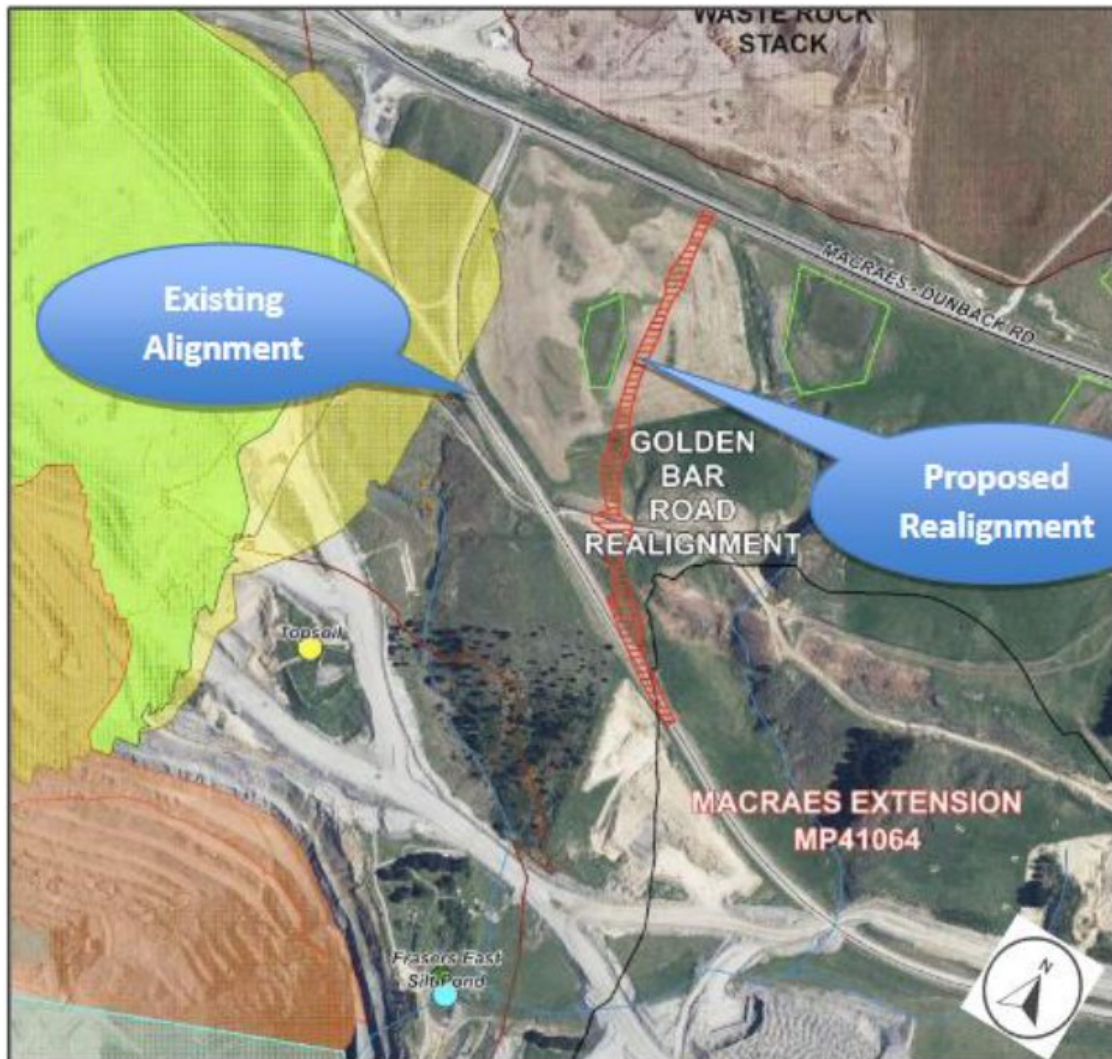 WASTE ROCK
STACK
Existing
Alignment
MACRAES - DUNBACK RD
GOLDEN
BAR
ROAD
REALIGNMENT
Proposed
Realignment
Topsoil
MACRAES EXTENSION
MP41064
Frasers East
Silt Pond
N